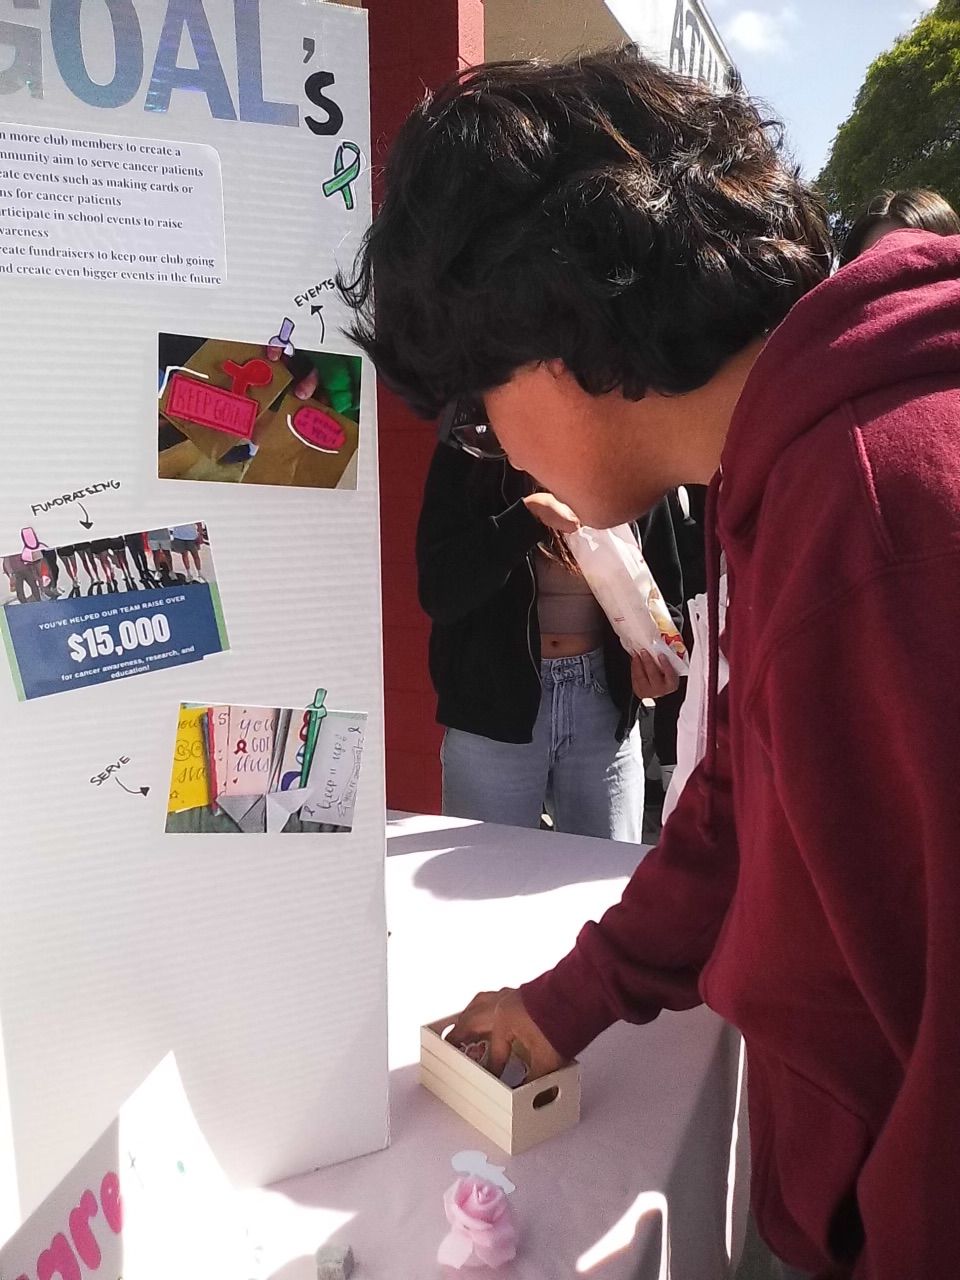 GOAL's
n more club members to create a
mmunity aim to serve cancer patients
eate events such as making cards or
ns for cancer patients
articipate in school events to raise
wareness
reate fundraisers to keep our club going
nd create even bigger events in the future
EVENTS
KEEP GOING
FUNDRAISING
YOU'VE HELPED OUR TEAM RAISE OVER
$15,000
for cancer awareness, research, and
education!
SERVE
you
GOT
this
keep it up!
are